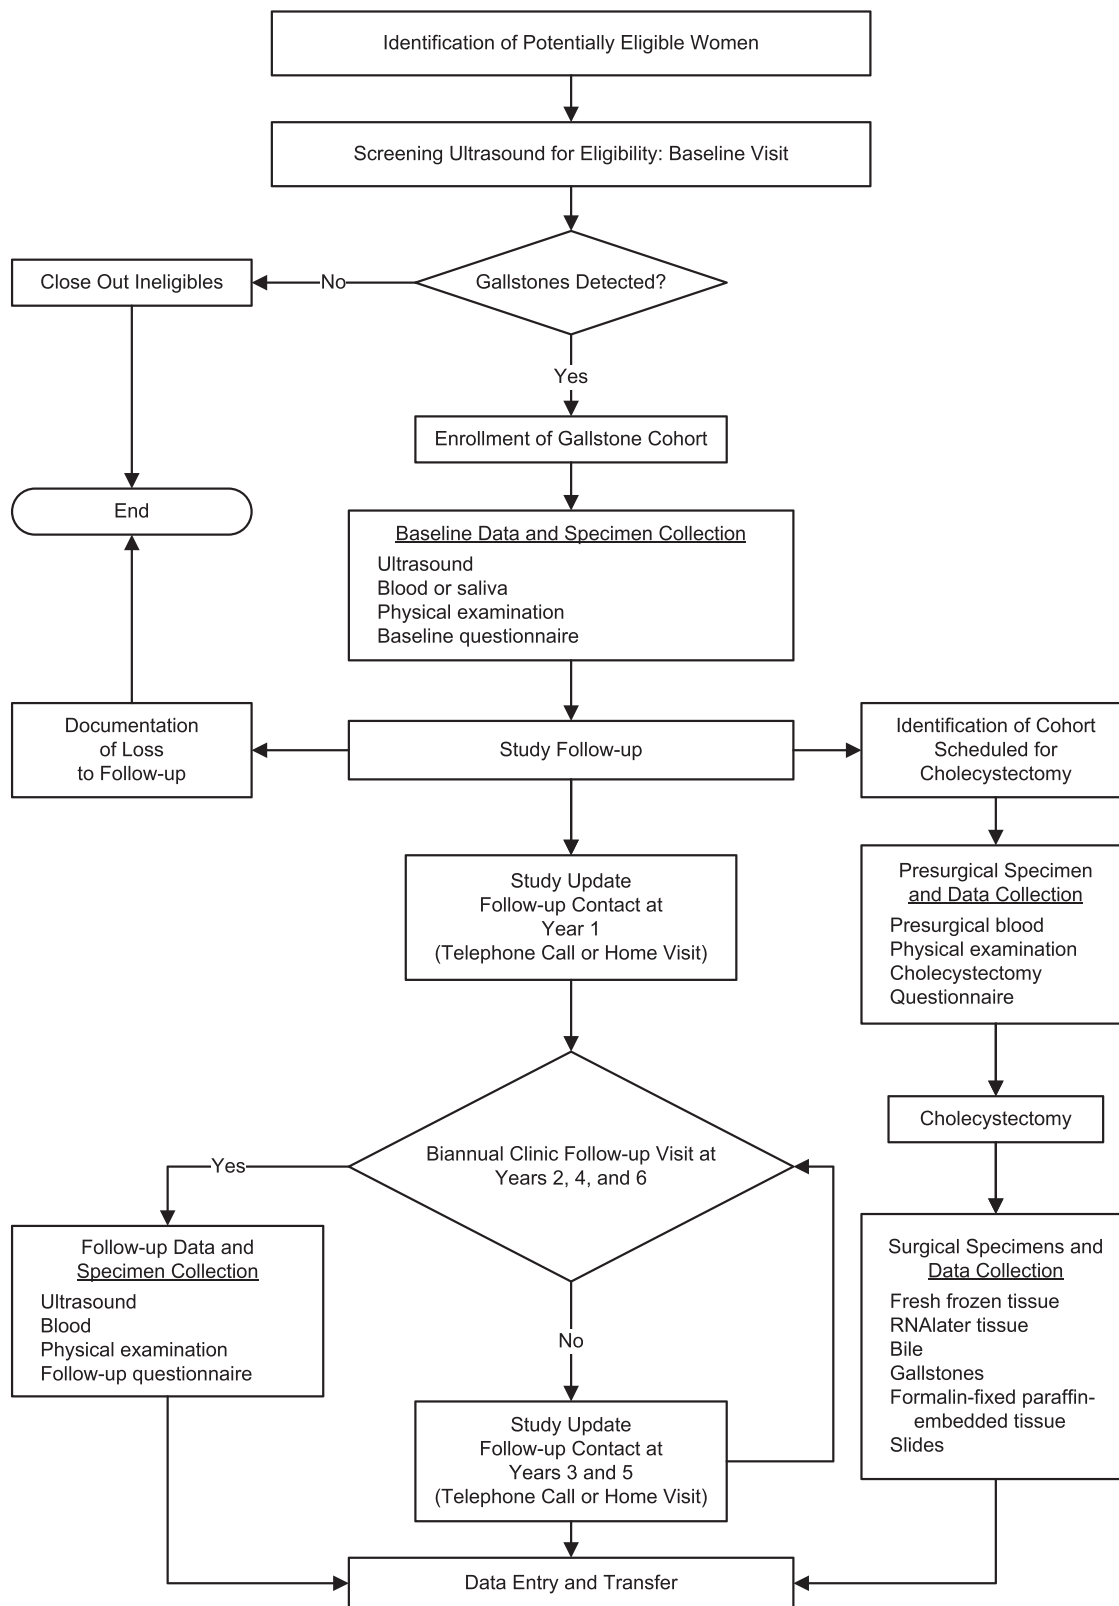 Identification of Potentially Eligible Women
Screening Ultrasound for Eligibility: Baseline Visit
Gallstones Detected?
No
Close Out Ineligibles
Yes
Enrollment of Gallstone Cohort
End
Baseline Data and Specimen Collection
Ultrasound
Blood or saliva
Physical examination
Baseline questionnaire
Documentation
of Loss
to Follow-up
Study Follow-up
Identification of Cohort
Scheduled for
Cholecystectomy
Study Update
Follow-up Contact at
Year 1
(Telephone Call or Home Visit)
Presurgical Specimen
and Data Collection
Presurgical blood
Physical examination
Cholecystectomy
Questionnaire
Cholecystectomy
Biannual Clinic Follow-up Visit at
Years 2, 4, and 6
Yes
Follow-up Data and
Specimen Collection
Ultrasound
Blood
Physical examination
Follow-up questionnaire
No
Study Update
Follow-up Contact at
Years 3 and 5
(Telephone Call or Home Visit)
Surgical Specimens and
Data Collection
Fresh frozen tissue
RNAlater tissue
Bile
Gallstones
Formalin-fixed paraffin-
embedded tissue
Slides
Data Entry and Transfer